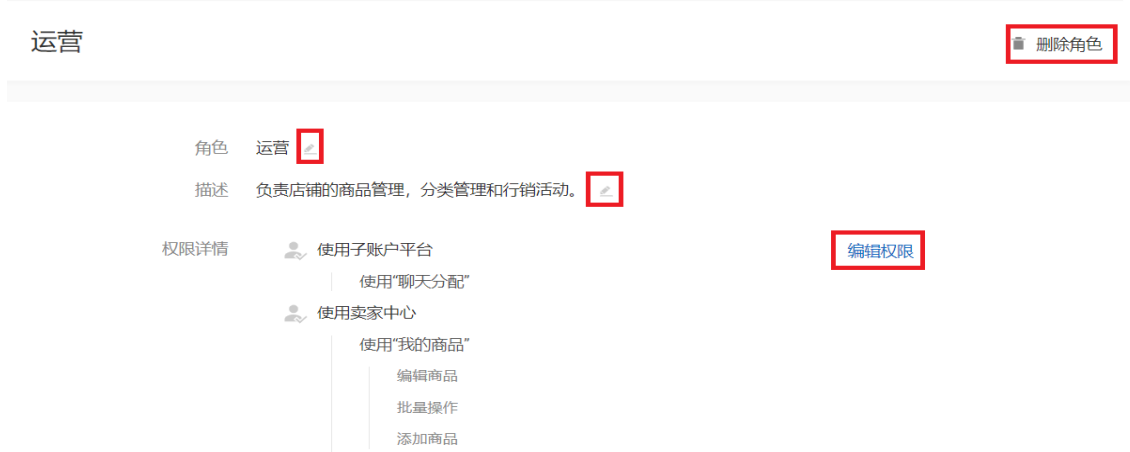 运营
删除角色
角色 运营
描述 负责店铺的商品管理，分类管理和行销活动。
权限详情 使用子账户平台 编辑权限
使用“聊天分配”
使用卖家中心
使用“我的商品”
编辑商品
批量操作
添加商品